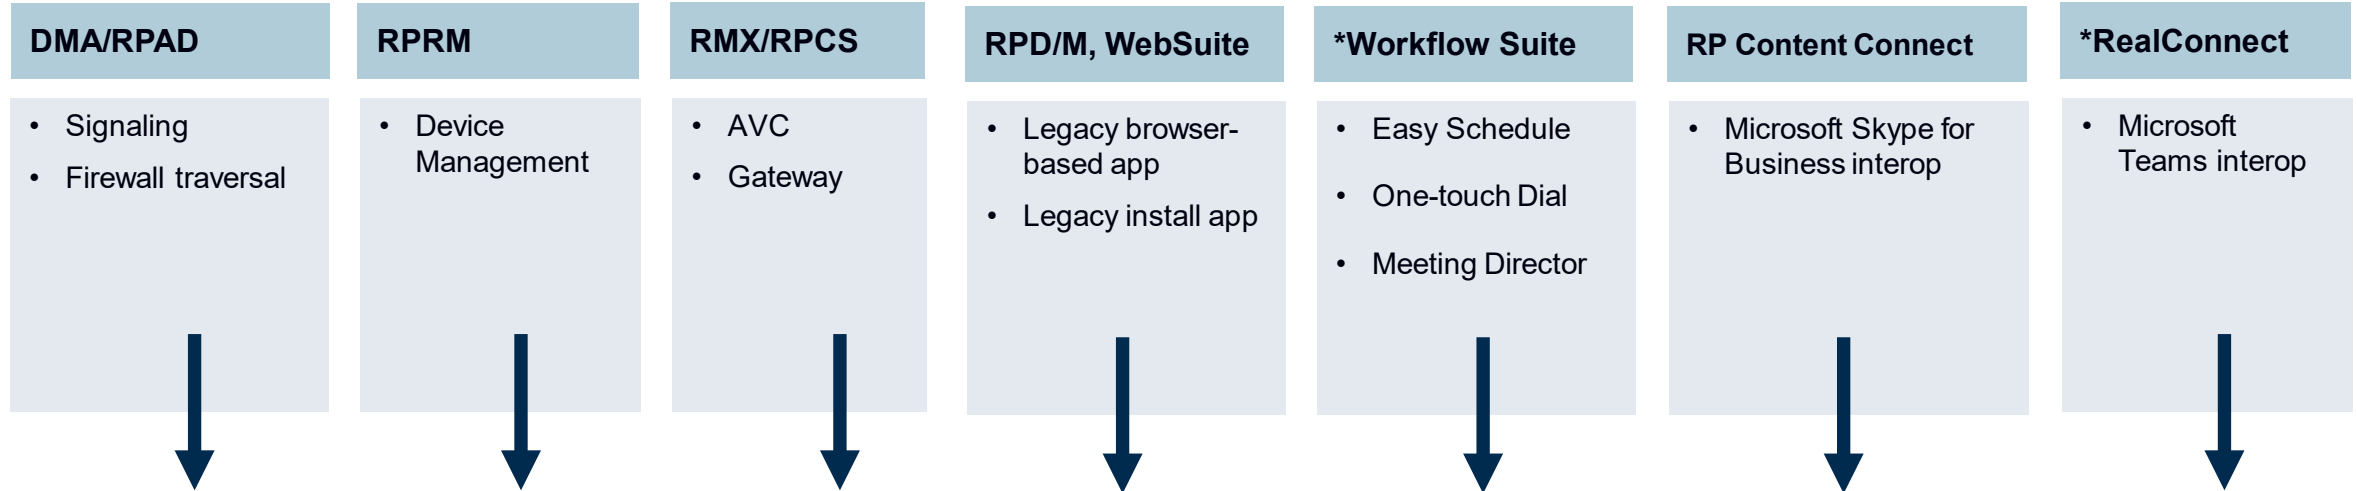 DMA/RPAD
• Signaling
• Firewall traversal
RPRM
• Device
Management
RMX/RPCS
• AVC
• Gateway
RPD/M, WebSuite
• Legacy browser-
based app
• Legacy install app
*Workflow Suite
• Easy Schedule
• One-touch Dial
• Meeting Director
RP Content Connect
• Microsoft Skype for
Business interop
*RealConnect
• Microsoft
Teams interop